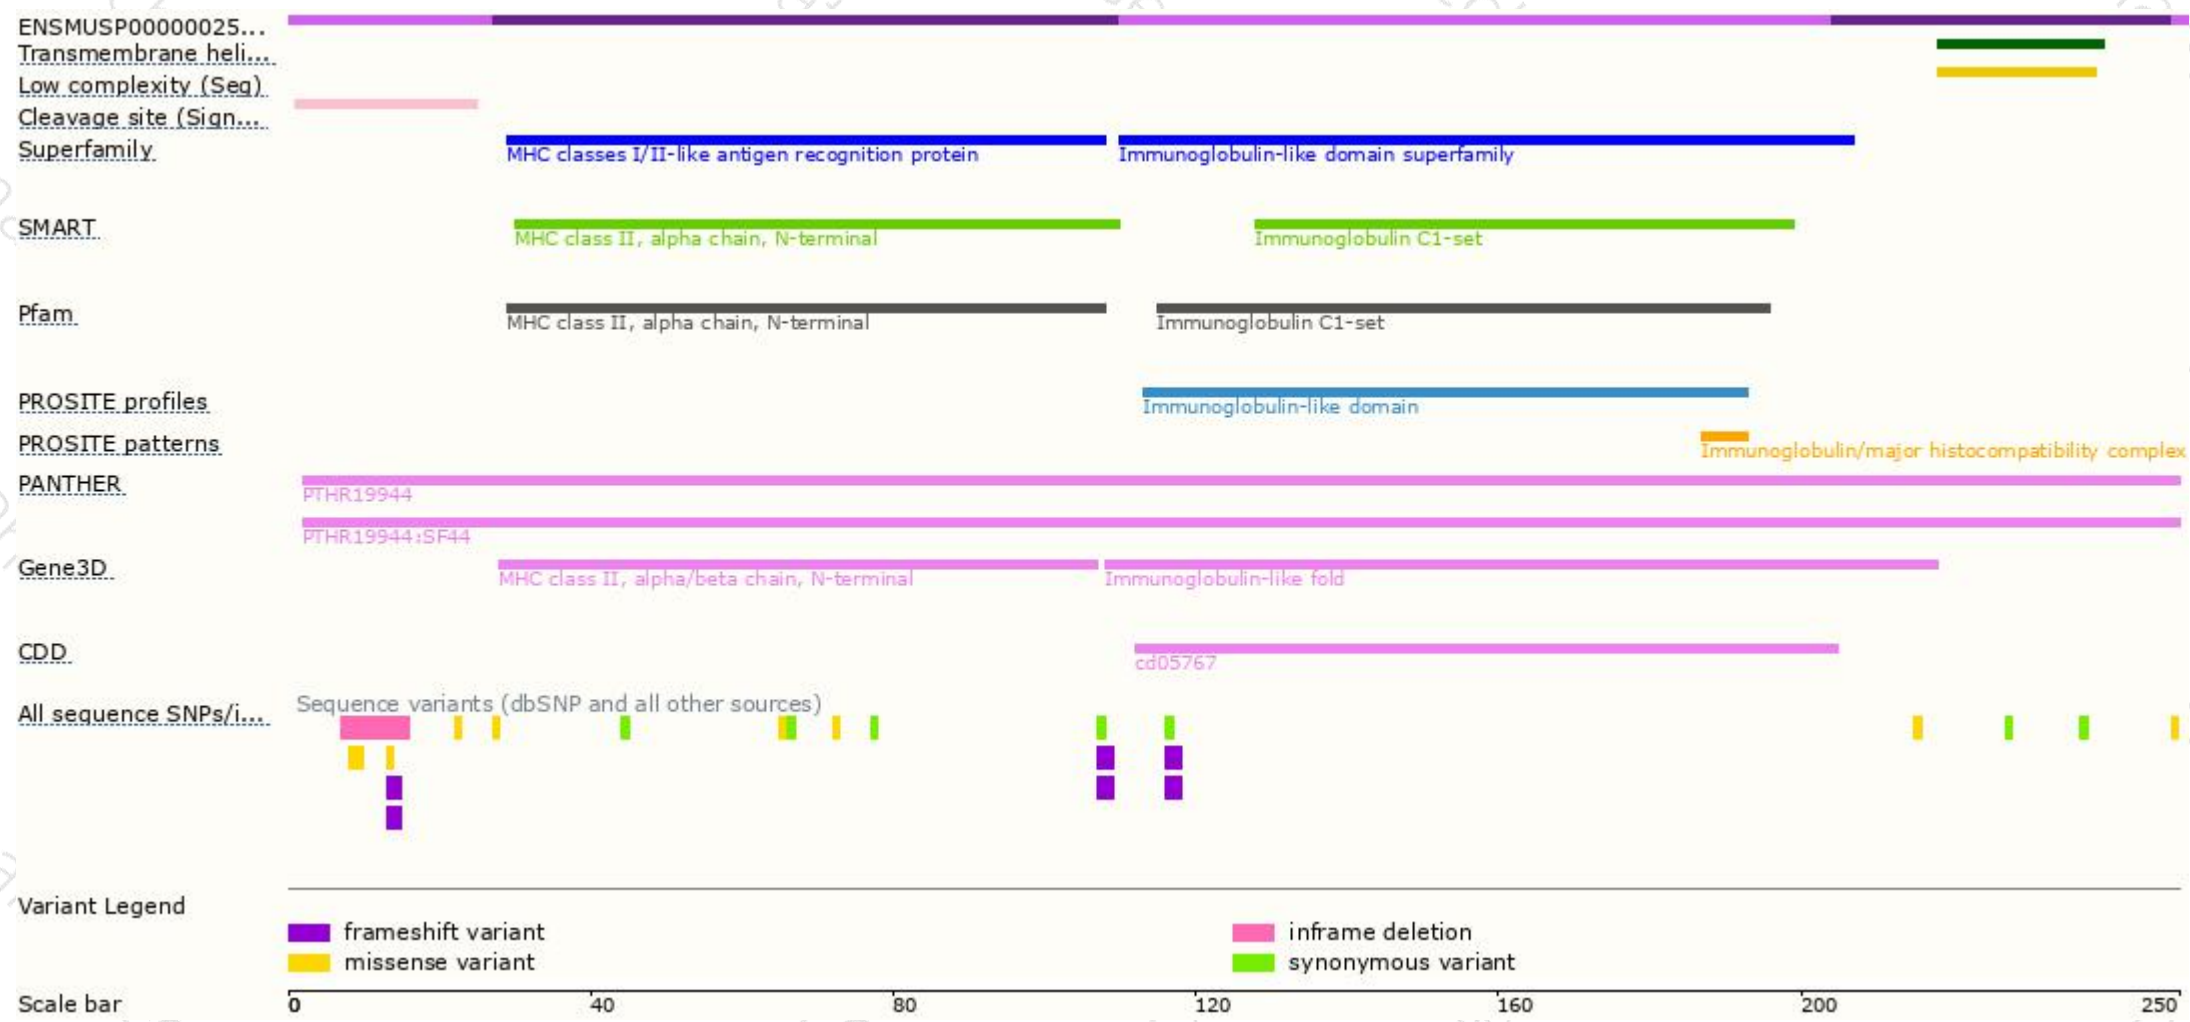 ENSMUSP00000025...
Transmembrane heli...
Low complexity (Seg)
Cleavage site (Sign...
Superfamily
MHC classes I/II-like antigen recognition protein
Immunoglobulin-like domain superfamily
SMART
MHC class II, alpha chain, N-terminal
Immunoglobulin C1-set
Pfam
MHC class II, alpha chain, N-terminal
Immunoglobulin C1-set
PROSITE profiles
Immunoglobulin-like domain
PROSITE patterns
Immunoglobulin/major histocompatibility complex
PANTHER
PTHR19944
PTHR19944:SF44
Gene3D
MHC class II, alpha/beta chain, N-terminal
Immunoglobulin-like fold
CDD
cd05767
All sequence SNPs/i...
Sequence variants (dbSNP and all other sources)
Variant Legend
frameshift variant
inframe deletion
missense variant
synonymous variant
Scale bar
0 40 80 120 160 200 250